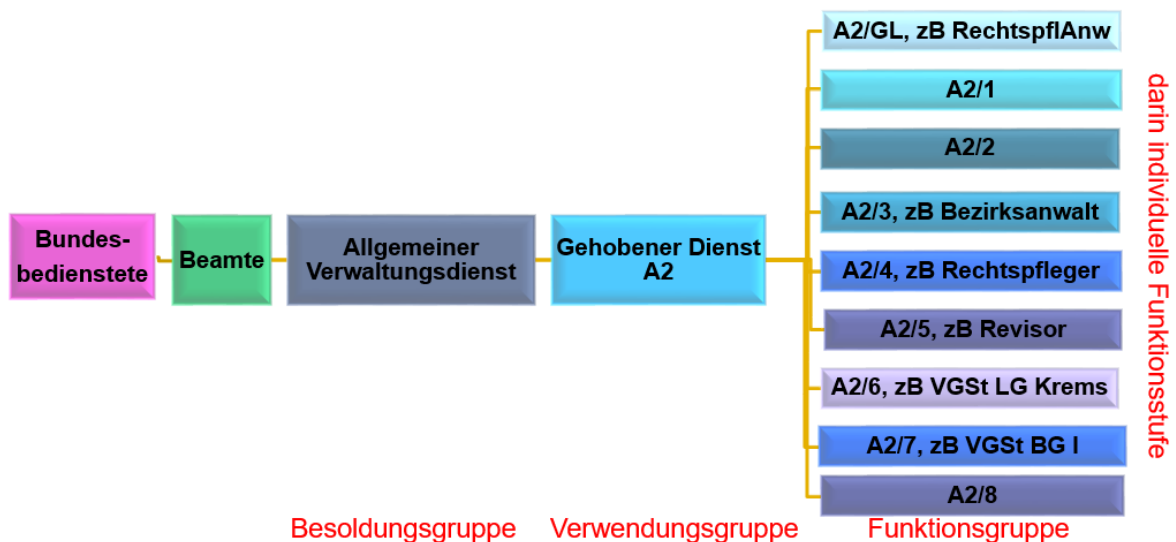 Bundes-
bedienstete
Beamte
Allgemeiner
Verwaltungsdienst
Gehobener Dienst
A2
A2/GL, zB RechtspflAnw
A2/1
A2/2
A2/3, zB Bezirksanwalt
A2/4, zB Rechtspfleger
A2/5, zB Revisor
A2/6, zB VGSt LG Krems
A2/7, zB VGSt BG I
A2/8
darin individuelle Funktionsstufe
Besoldungsgruppe
Verwendungsgruppe
Funktionsgruppe